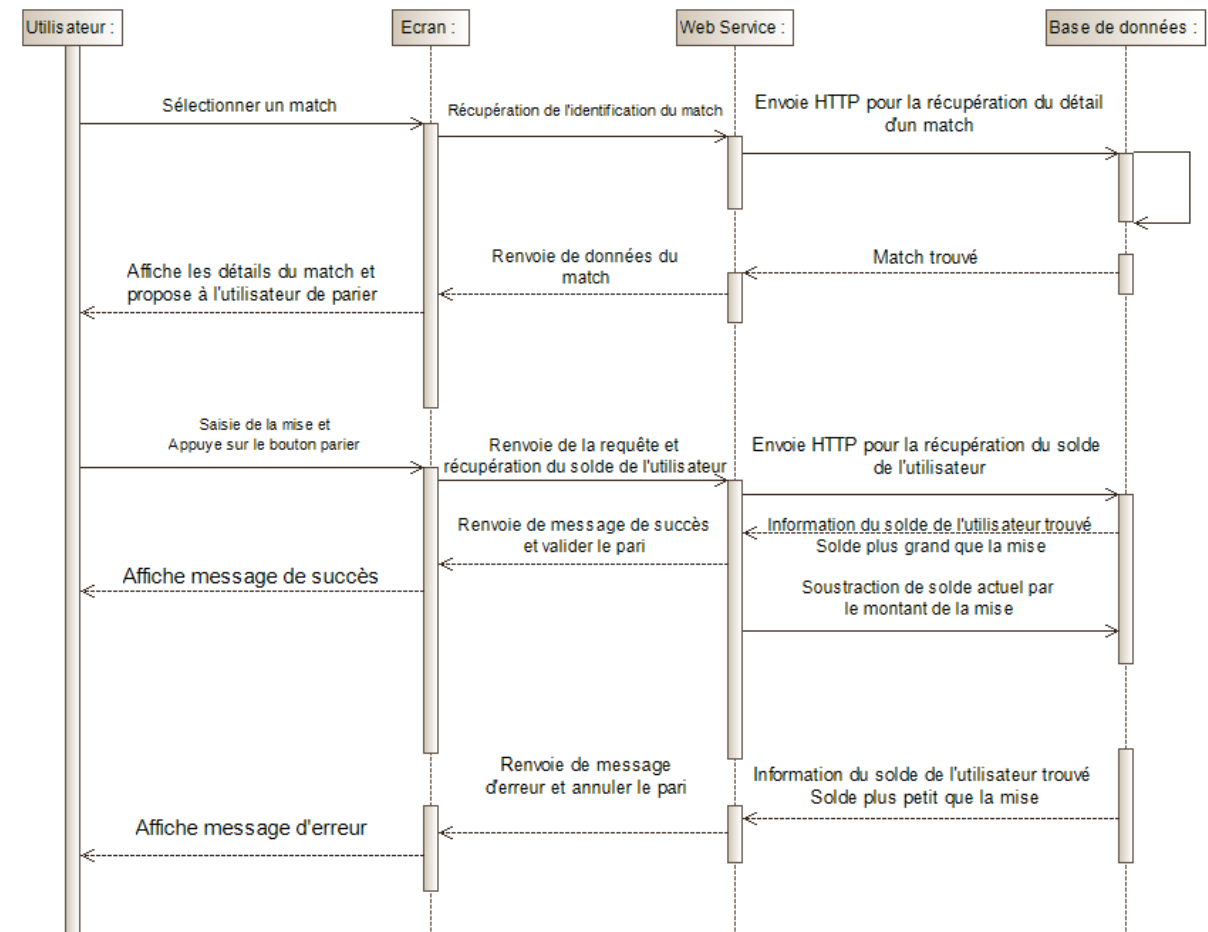 Utilisateur :
Ecran :
Web Service :
Base de données :
Sélectionner un match
Récupération de l'identification du match
Envoie HTTP pour la récupération du détail
d'un match
Affiche les détails du match et
propose à l'utilisateur de parier
Renvoie de données du
match
Match trouvé
Saisie de la mise et
Appuye sur le bouton parier
Renvoie de la requête et
récupération du solde de l'utilisateur
Envoie HTTP pour la récupération du solde
de l'utilisateur
Renvoie de message de succès
et valider le pari
Information du solde de l'utilisateur trouvé
Solde plus grand que la mise
Affiche message de succès
Soustraction de solde actuel par
le montant de la mise
Renvoie de message
d'erreur et annuler le pari
Information du solde de l'utilisateur trouvé
Solde plus petit que la mise
Affiche message d'erreur